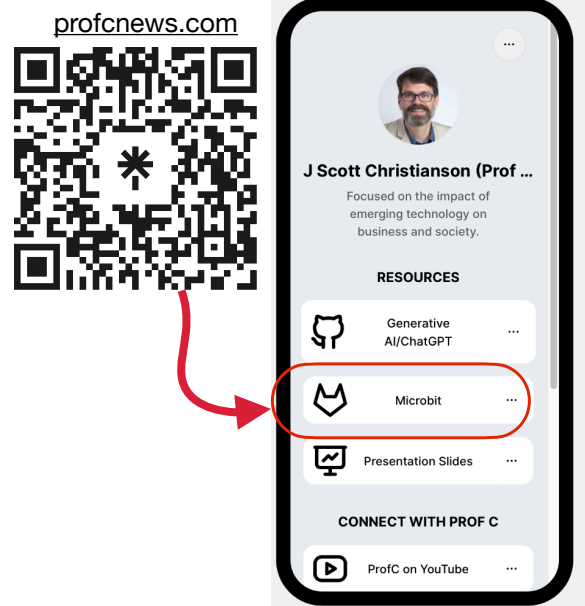 profcnews.com
...
J Scott Christianson (Prof ...
Focused on the impact of
emerging technology on
business and society.
RESOURCES
Generative
AI/ChatGPT
...
Microbit
...
Presentation Slides
...
CONNECT WITH PROF C
ProfC on YouTube
...